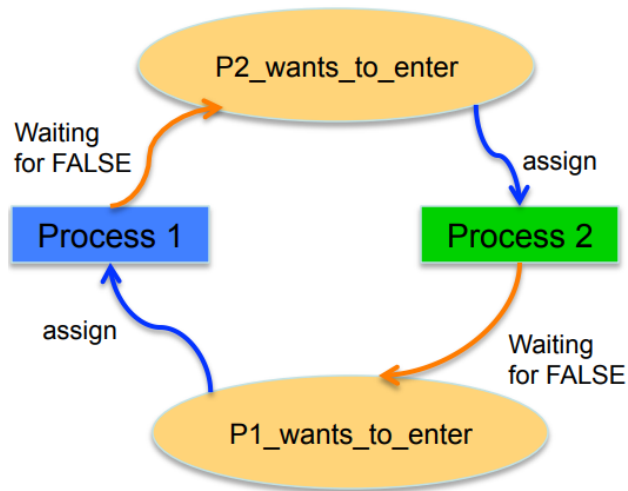 P2_wants_to_enter
Waiting
for FALSE
assign
Process 1
Process 2
assign
Waiting
for FALSE
P1_wants_to_enter